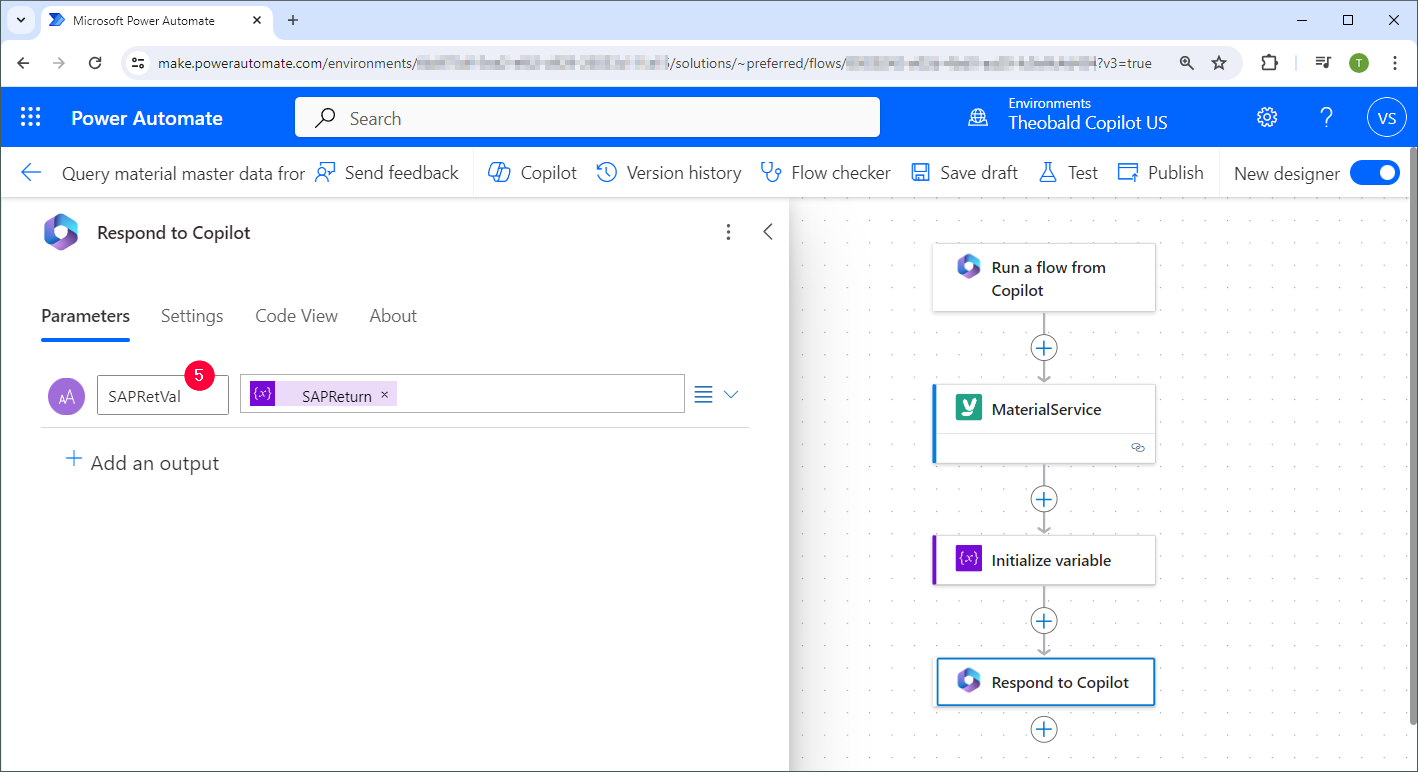 Microsoft Power Automate
make.powerautomate.com/environments/
/solutions/~preferred/flows/
?v3=true
T
Power Automate
Search
Environments
Theobald Copilot US
?
VS
Query material master data fror
Send feedback
Copilot
Version history
Flow checker
Save draft
Test
Publish
New designer
Respond to Copilot
Parameters
Settings
Code View
About
5
AA
SAPRetVal
{x}
SAPReturn ×
+ Add an output
Run a flow from
Copilot
MaterialService
{x}
Initialize variable
Respond to Copilot